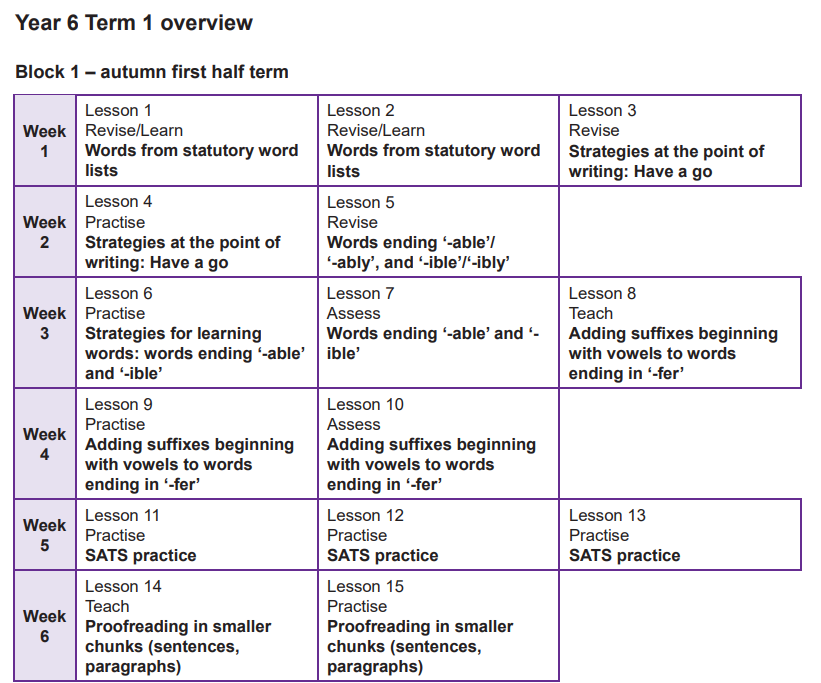 Year 6 Term 1 overview
Block 1 – autumn first half term
Week
1
Lesson 1
Revise/Learn
Words from statutory word
lists
Lesson 2
Revise/Learn
Words from statutory word
lists
Lesson 3
Revise
Strategies at the point of
writing: Have a go
Week
2
Lesson 4
Practise
Strategies at the point of
writing: Have a go
Lesson 5
Revise
Words ending ‘-able’/
‘-ably’, and ‘-ible’/‘-ibly’
Week
3
Lesson 6
Practise
Strategies for learning
words: words ending ‘-able’
and ‘-ible’
Lesson 7
Assess
Words ending ‘-able’ and ‘-
ible’
Lesson 8
Teach
Adding suffixes beginning
with vowels to words
ending in ‘-fer’
Week
4
Lesson 9
Practise
Adding suffixes beginning
with vowels to words
ending in ‘-fer’
Lesson 10
Assess
Adding suffixes beginning
with vowels to words
ending in ‘-fer’
Week
5
Lesson 11
Practise
SATS practice
Lesson 12
Practise
SATS practice
Lesson 13
Practise
SATS practice
Week
6
Lesson 14
Teach
Proofreading in smaller
chunks (sentences,
paragraphs)
Lesson 15
Practise
Proofreading in smaller
chunks (sentences,
paragraphs)